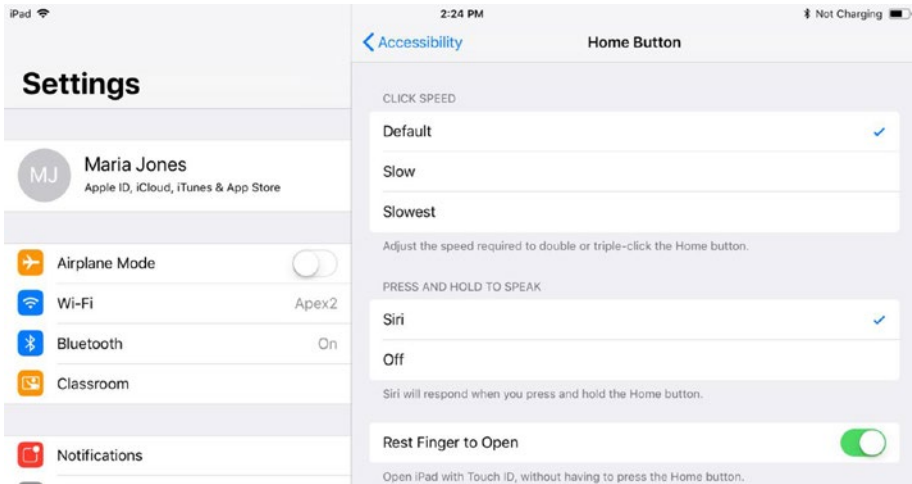 iPad
2:24 PM
Not Charging
Settings
MJ
Maria Jones
Apple ID, iCloud, iTunes & App Store
Airplane Mode
Wi-Fi Apex2
Bluetooth On
Classroom
Notifications
Accessibility
Home Button
CLICK SPEED
Default
Slow
Slowest
Adjust the speed required to double or triple-click the Home button.
PRESS AND HOLD TO SPEAK
Siri
Off
Siri will respond when you press and hold the Home button.
Rest Finger to Open
Open iPad with Touch ID, without having to press the Home button.